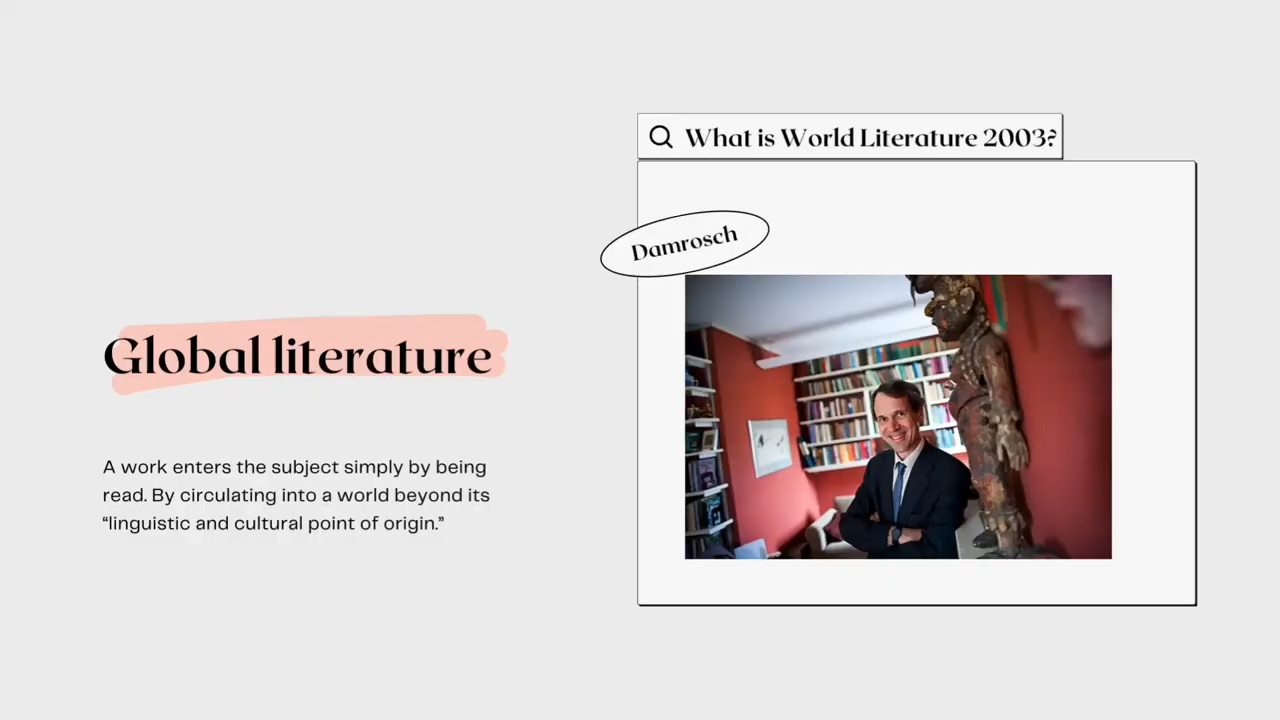 What is World Literature 2003?
Damrosch
Global literature
A work enters the subject simply by being
read. By circulating into a world beyond its
“linguistic and cultural point of origin.”